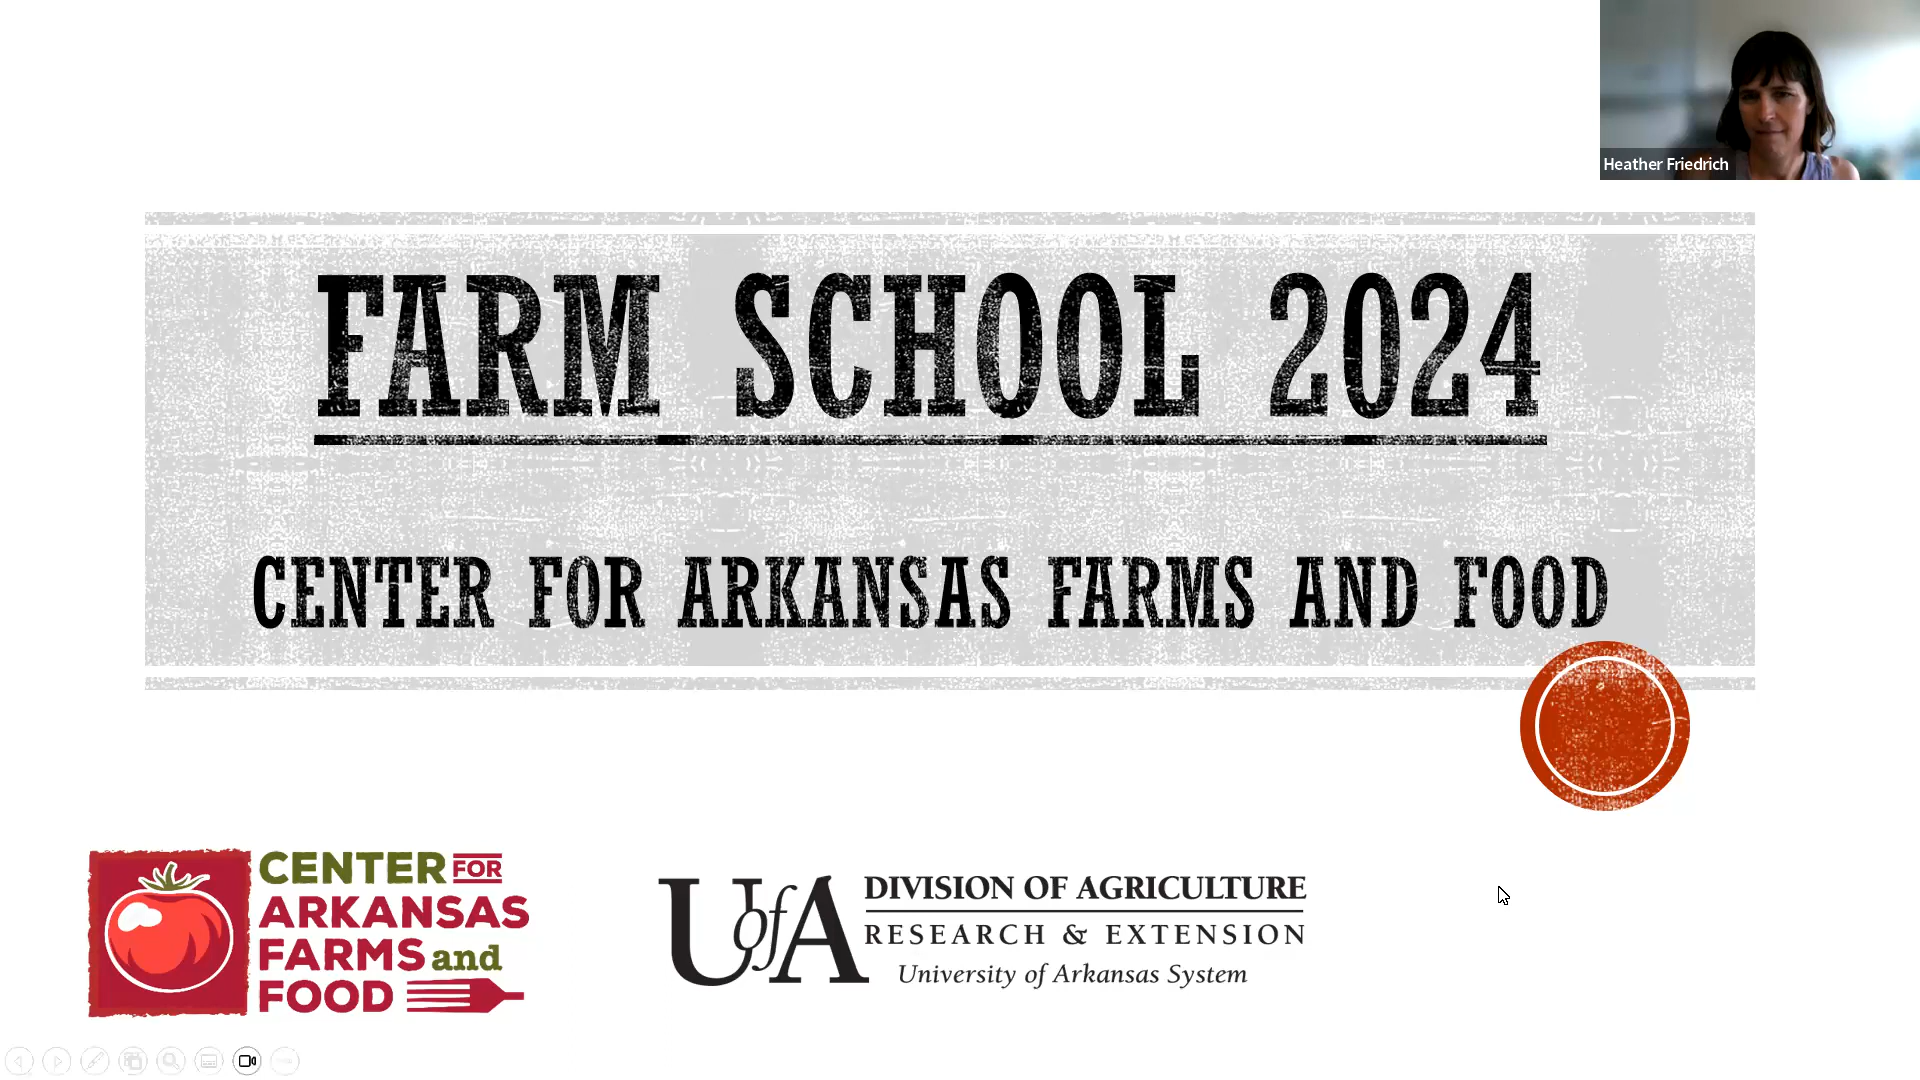 Heather Friedrich
FARM SCHOOL 2024
CENTER FOR ARKANSAS FARMS AND FOOD
CENTER FOR
ARKANSAS
FARMS and
FOOD
UofA
DIVISION OF AGRICULTURE
RESEARCH & EXTENSION
University of Arkansas System